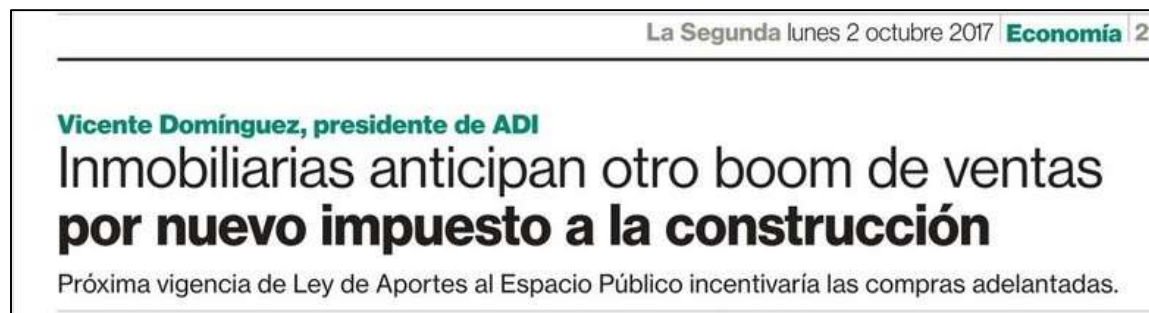 La Segunda lunes 2 octubre 2017 Economía 2
Vicente Domínguez, presidente de ADI
Inmobiliarias anticipan otro boom de ventas
por nuevo impuesto a la construcción
Próxima vigencia de Ley de Aportes al Espacio Público incentivaría las compras adelantadas.